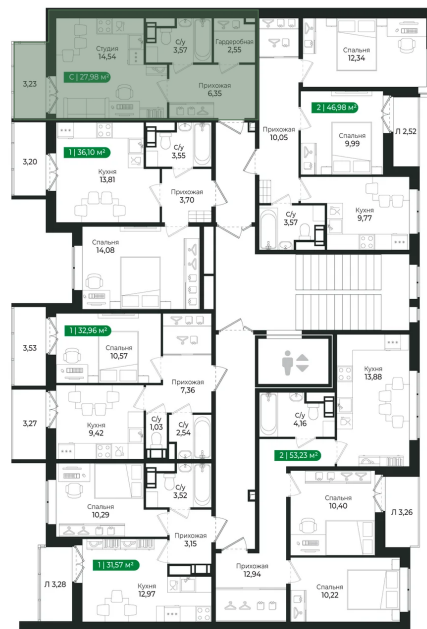 Студия
14,54
С/у
3,57
Гардеробная
2,55
Спальня
12,34
3,23
С | 27,98 м²
Прихожая
6,35
2 | 46,98 м²
Спальня
9,99
Л 2,52
1 | 36,10 м²
С/у
3,55
Прихожая
10,05
3,20
Кухня
13,81
Прихожая
3,70
С/у
3,57
Кухня
9,77
Спальня
14,08
3,53
1 | 32,96 м²
Спальня
10,57
Прихожая
7,36
Кухня
13,88
3,27
Кухня
9,42
С/у
1,03
С/у
2,54
С/у
4,16
2 | 53,23 м²
Спальня
10,29
С/у
3,52
Спальня
10,40
Л 3,26
Прихожая
3,15
Прихожая
12,94
Л 3,28
1 | 31,57 м²
Кухня
12,97
Спальня
10,22